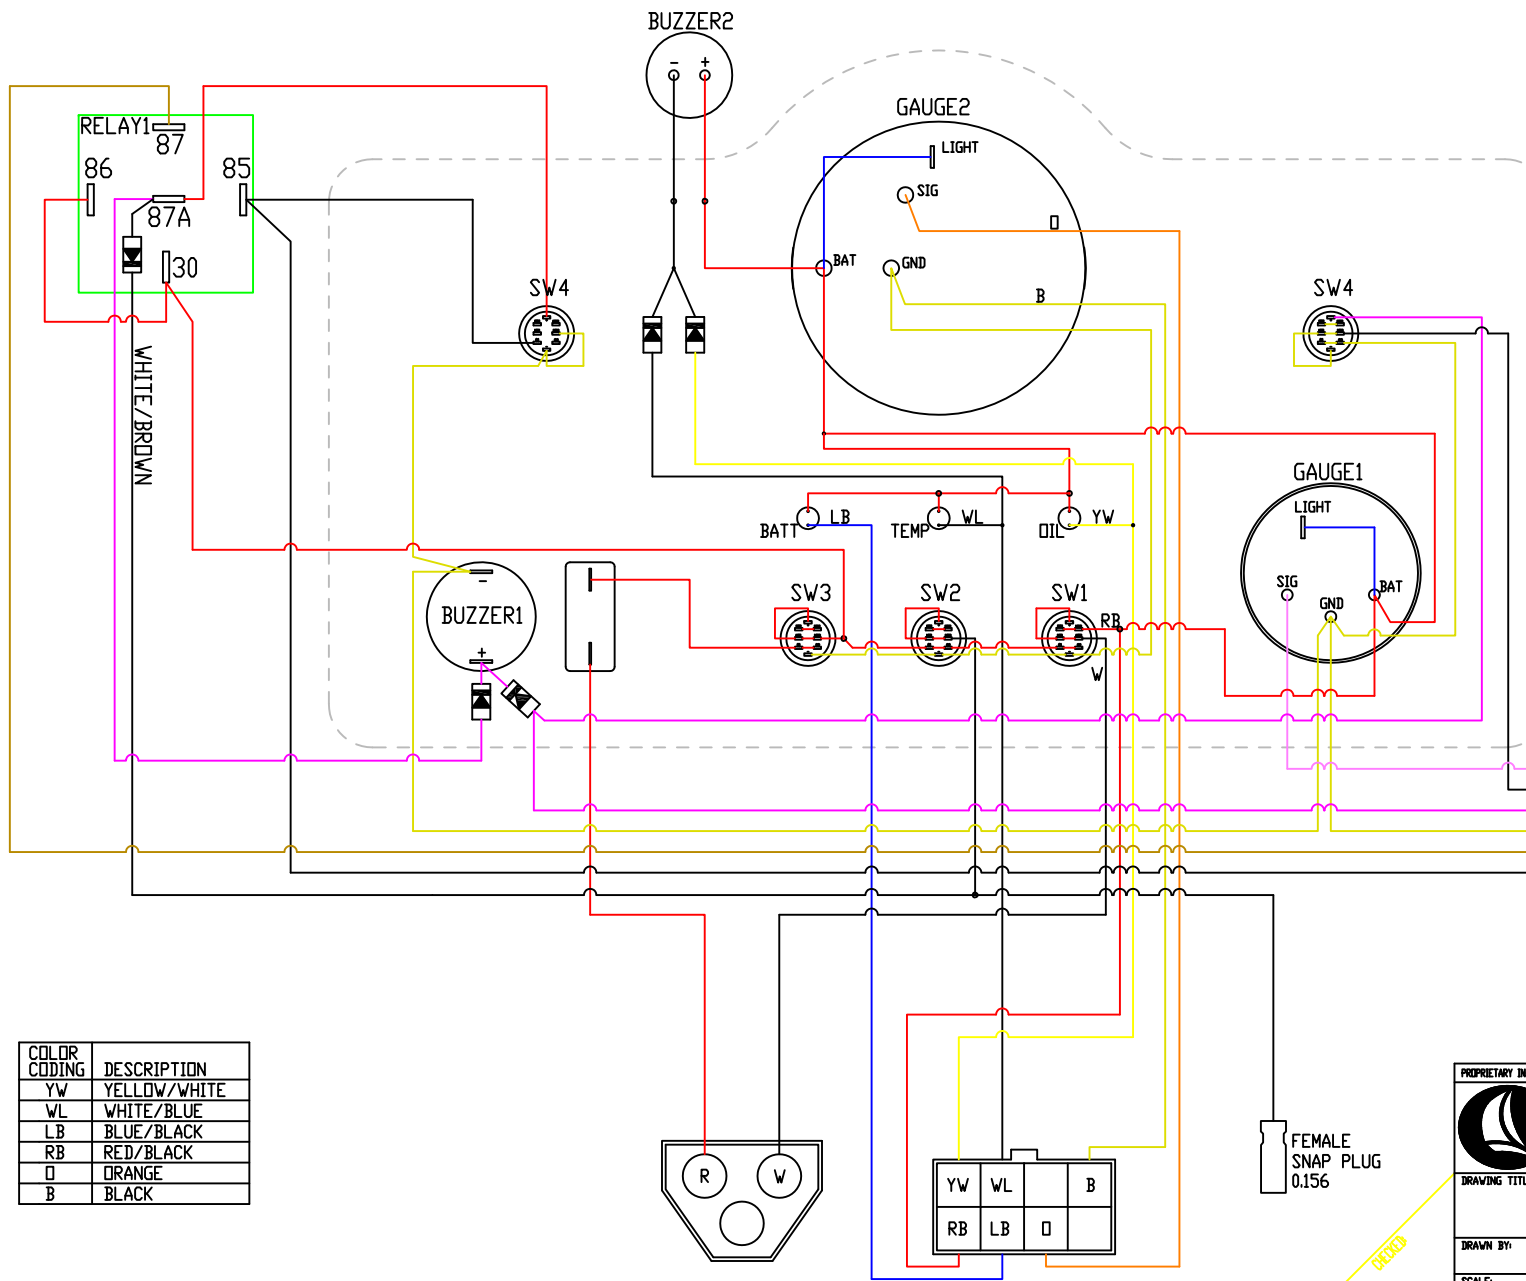 BUZZER2
- +
GAUGE2
LIGHT
SIG
O
BAT
GND
B
RELAY1
87
86
85
87A
30
WHITE/BROWN
SW4
SW4
GAUGE1
LIGHT
SIG
GND
BAT
BATT
LB
TEMP
WL
OIL
YW
SW3
SW2
SW1
RB
W
-
BUZZER1
+
COLOR CODING
DESCRIPTION
YW YELLOW/WHITE
WL WHITE/BLUE
LB BLUE/BLACK
RB RED/BLACK
O ORANGE
B BLACK
R W
YW WL B
RB LB O
FEMALE
SNAP PLUG
0.156
CHECKED
PROPRIETARY
DRAWING
DRAWN BY:
SCALE: